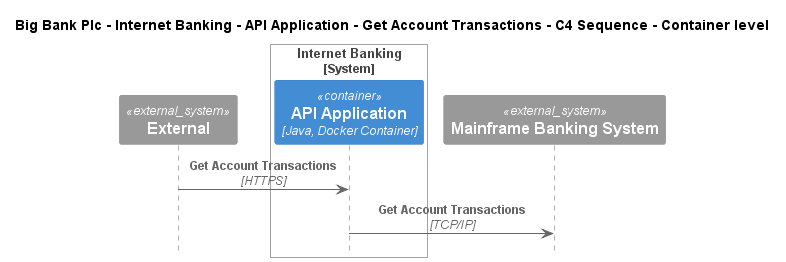 Big Bank Plc - Internet Banking - API Application - Get Account Transactions - C4 Sequence - Container level
Internet Banking
[System]
«external_system»
External
«container»
API Application
[Java, Docker Container]
«external_system»
Mainframe Banking System
Get Account Transactions
[HTTPS]
Get Account Transactions
[TCP/IP]